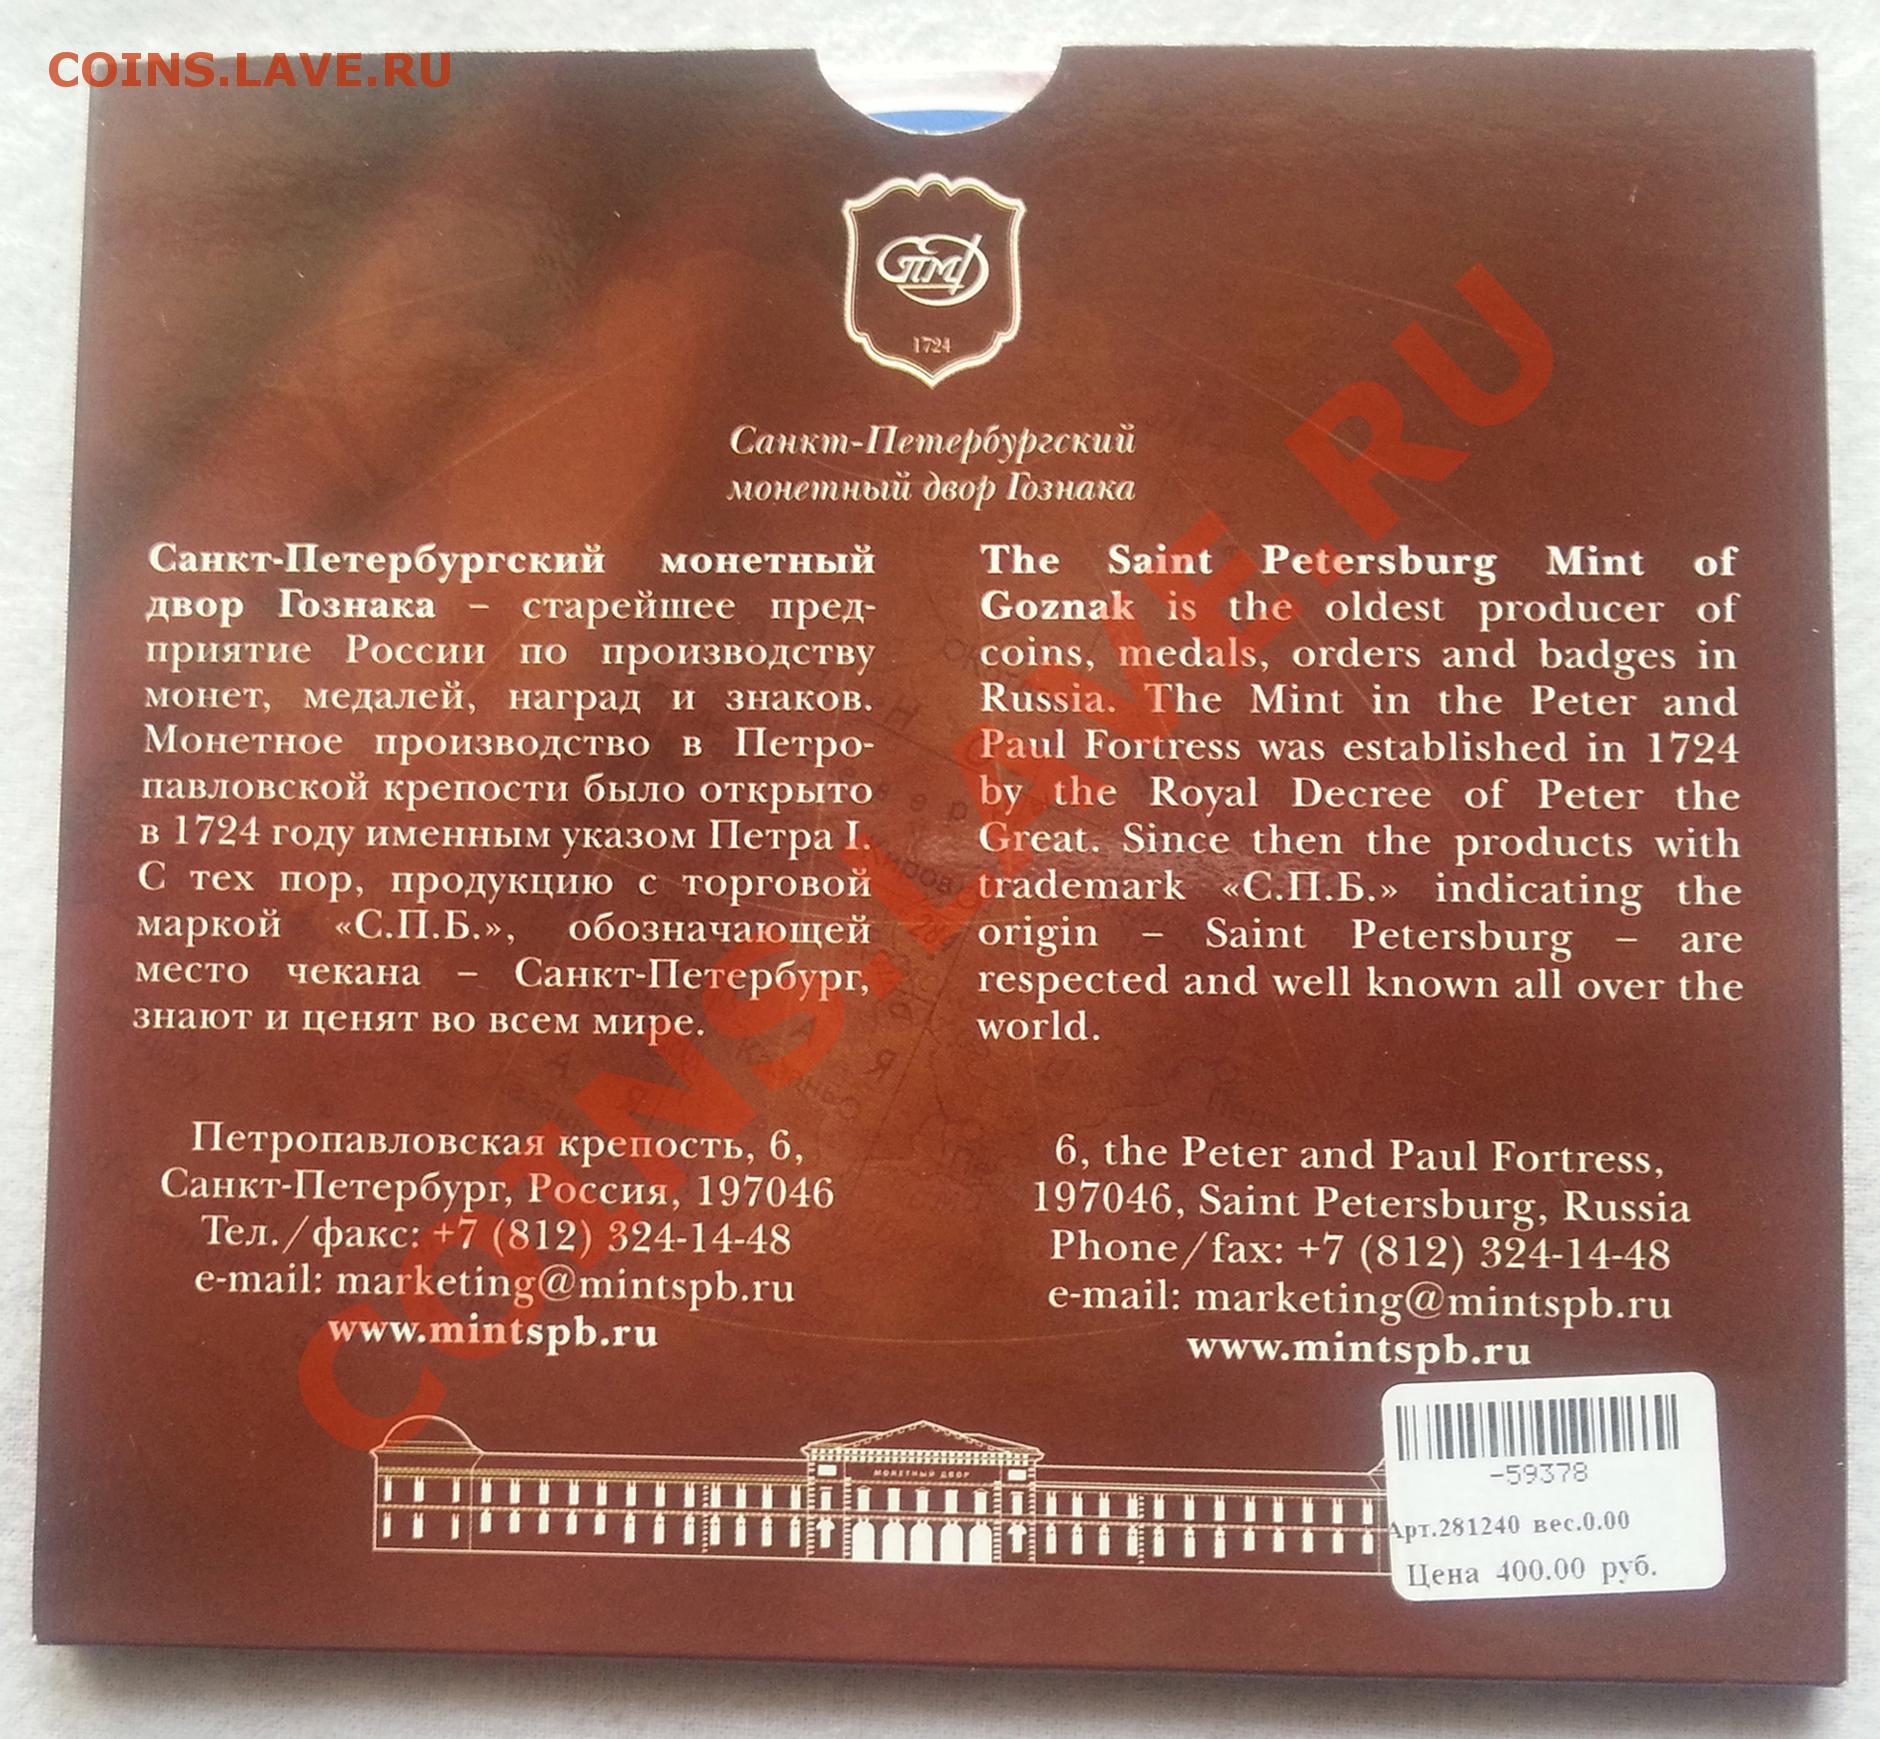 COINS.LAVE.RU
СПМД
1724
Санкт-Петербургский
монетный двор Гознака
Санкт-Петербургский монетный
двор Гознака – старейшее пред-
приятие России по производству
монет, медалей, наград и знаков.
Монетное производство в Петро-
павловской крепости было открыто
в 1724 году именным указом Петра I.
С тех пор, продукцию с торговой
маркой «С.П.Б.», обозначающей
место чекана – Санкт-Петербург,
знают и ценят во всем мире.
Петропавловская крепость, 6,
Санкт-Петербург, Россия, 197046
Тел./факс: +7 (812) 324-14-48
e-mail: marketing@mintspb.ru
www.mintspb.ru
The Saint Petersburg Mint of
Goznak is the oldest producer of
coins, medals, orders and badges in
Russia. The Mint in the Peter and
Paul Fortress was established in 1724
by the Royal Decree of Peter the
Great. Since then the products with
trademark «С.П.Б.» indicating the
origin – Saint Petersburg – are
respected and well known all over the
world.
6, the Peter and Paul Fortress,
197046, Saint Petersburg, Russia
Phone/fax: +7 (812) 324-14-48
e-mail: marketing@mintspb.ru
www.mintspb.ru
COINS.LAVE.RU
МОНЕТНЫЙ ДВОР
-59378
Арт.281240 вес.0.00
Цена 400.00 руб.